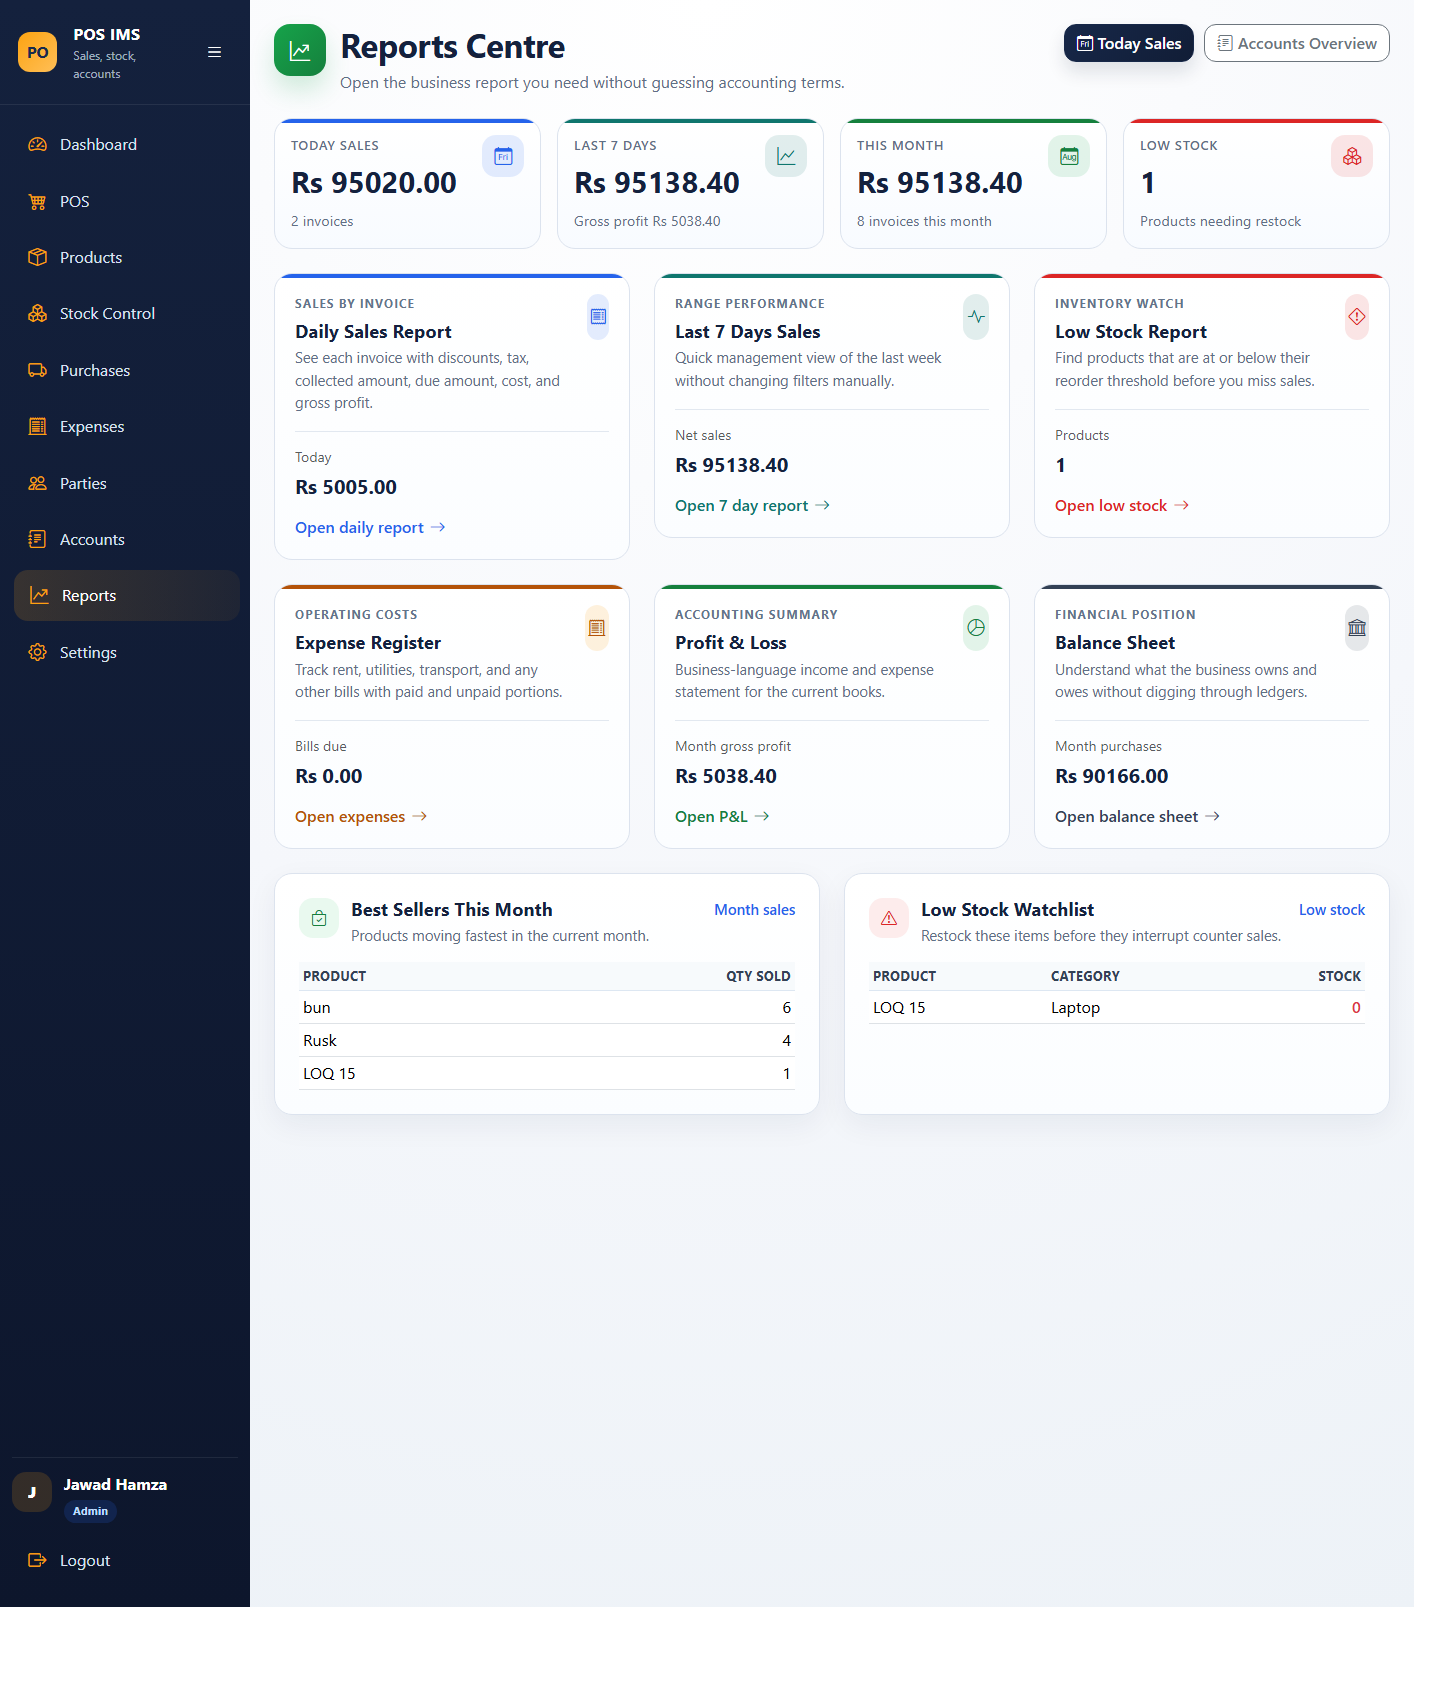 PO
POS IMS
Sales, stock,
accounts
Dashboard
POS
Products
Stock Control
Purchases
Expenses
Parties
Accounts
Reports
Settings
J
Jawad Hamza
Admin
Logout
Reports Centre
Open the business report you need without guessing accounting terms.
Fri Today Sales
Accounts Overview
TODAY SALES
Fri
Rs 95020.00
2 invoices
LAST 7 DAYS
Rs 95138.40
Gross profit Rs 5038.40
THIS MONTH
Aug
Rs 95138.40
8 invoices this month
LOW STOCK
1
Products needing restock
SALES BY INVOICE
Daily Sales Report
See each invoice with discounts, tax,
collected amount, due amount, cost, and
gross profit.
Today
Rs 5005.00
Open daily report →
RANGE PERFORMANCE
Last 7 Days Sales
Quick management view of the last week
without changing filters manually.
Net sales
Rs 95138.40
Open 7 day report →
INVENTORY WATCH
Low Stock Report
Find products that are at or below their
reorder threshold before you miss sales.
Products
1
Open low stock →
OPERATING COSTS
Expense Register
Track rent, utilities, transport, and any
other bills with paid and unpaid portions.
Bills due
Rs 0.00
Open expenses →
ACCOUNTING SUMMARY
Profit & Loss
Business-language income and expense
statement for the current books.
Month gross profit
Rs 5038.40
Open P&L →
FINANCIAL POSITION
Balance Sheet
Understand what the business owns and
owes without digging through ledgers.
Month purchases
Rs 90166.00
Open balance sheet →
Best Sellers This Month
Month sales
Products moving fastest in the current month.
PRODUCT QTY SOLD
bun 6
Rusk 4
LOQ 15 1
Low Stock Watchlist
Low stock
Restock these items before they interrupt counter sales.
PRODUCT CATEGORY STOCK
LOQ 15 Laptop 0